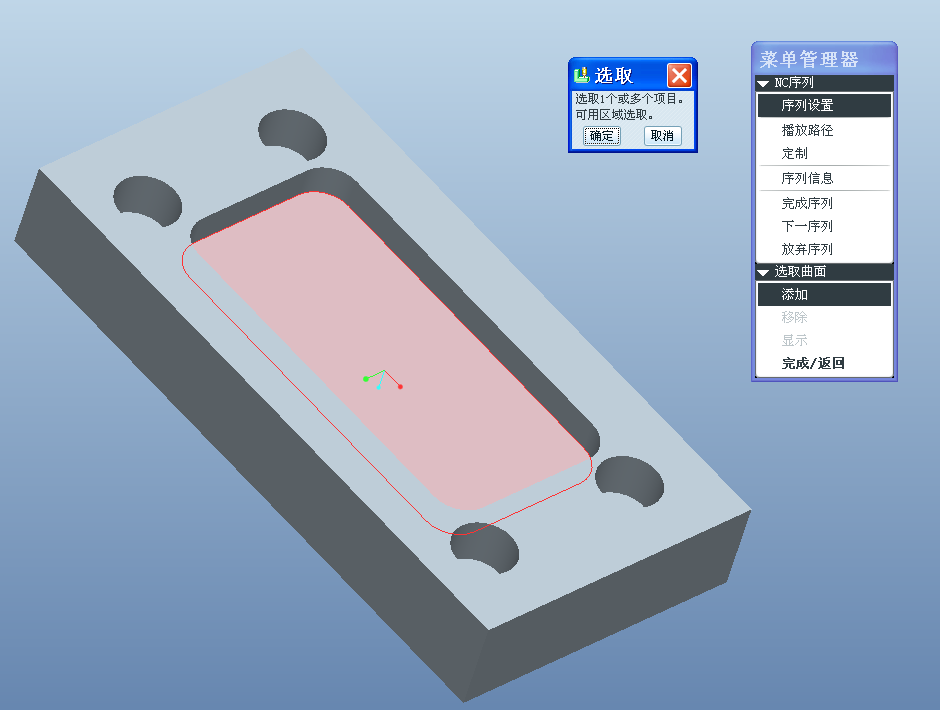 选取
选取1个或多个项目。
可用区域选取。
确定
取消
菜单管理器
NC序列
序列设置
播放路径
定制
序列信息
完成序列
下一序列
放弃序列
选取曲面
添加
移除
显示
完成/返回